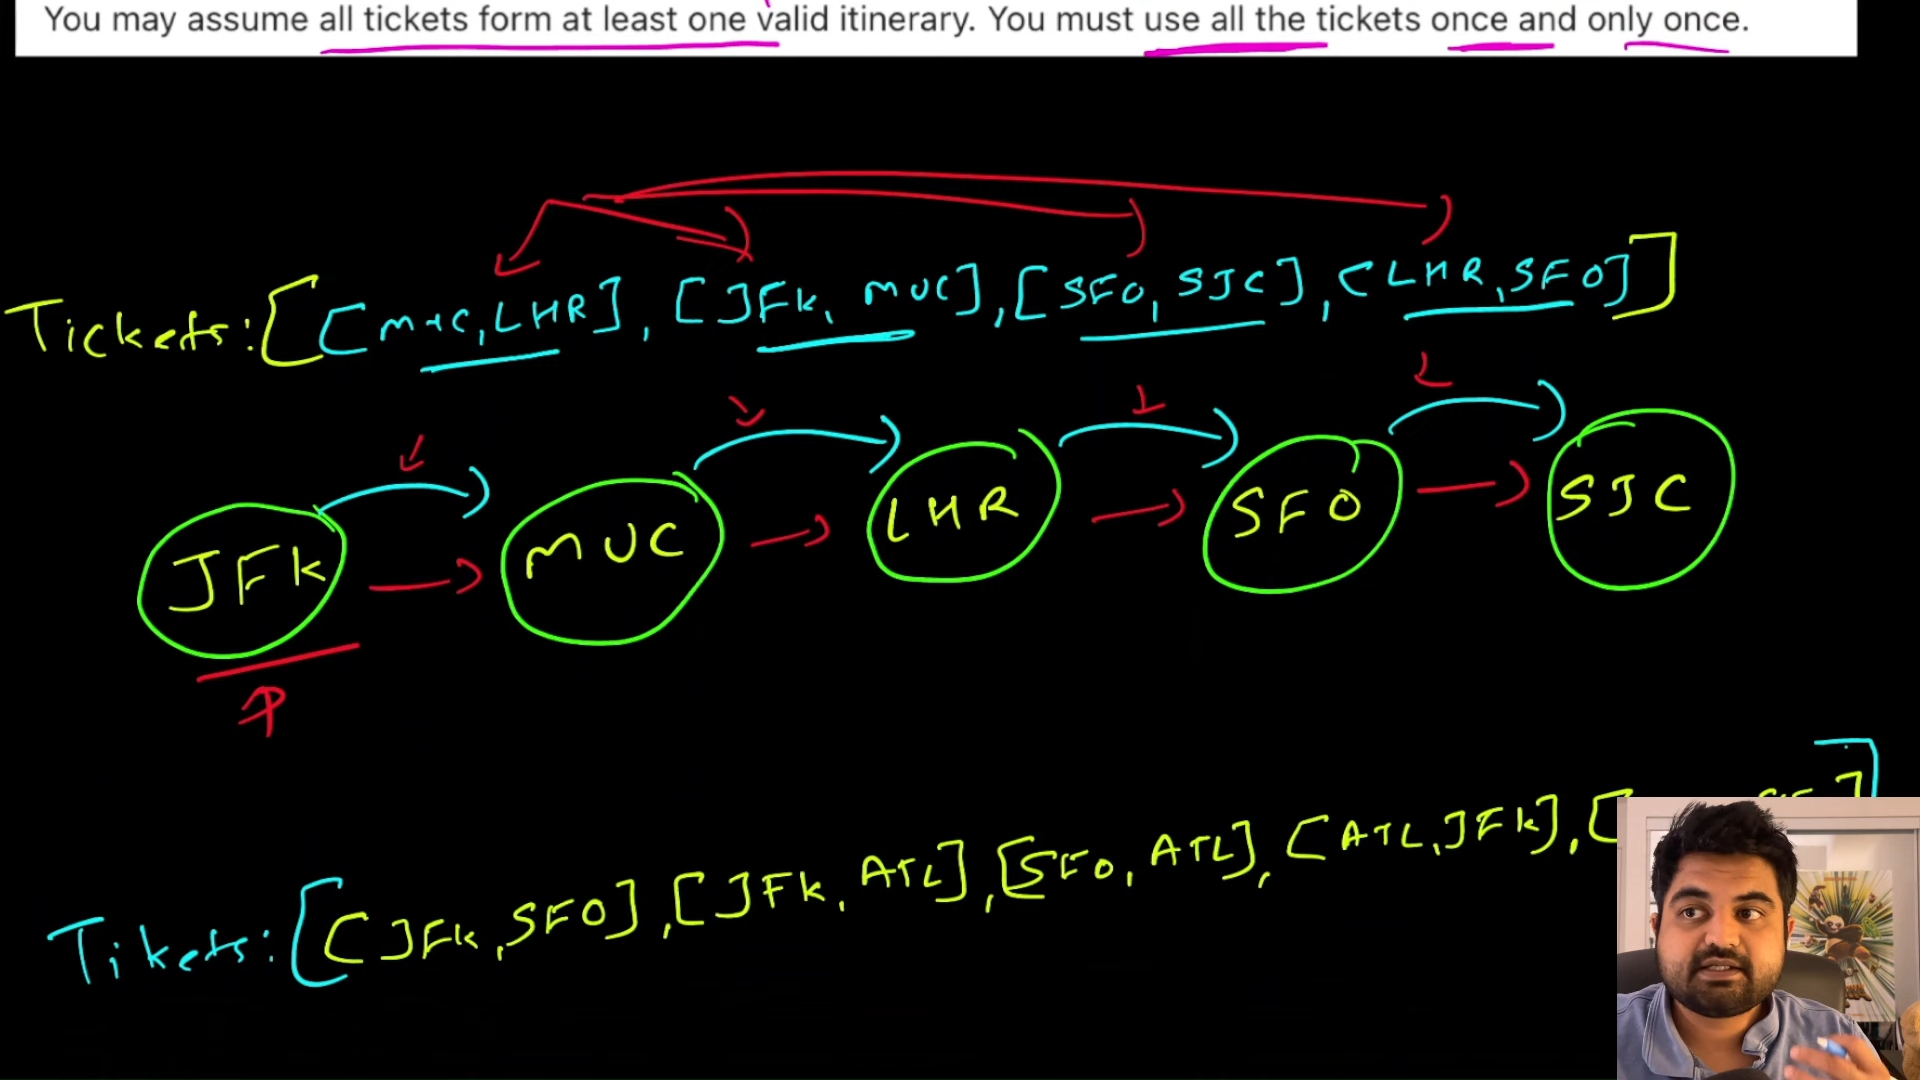 You may assume all tickets form at least one valid itinerary. You must use all the tickets once and only once.
Tickets: [[MUC, LHR], [JFK, MUC], [SFO, SJC], [LHR, SFO]]
JFK MUC LHR SFO SJC
Tikets: [[JFK, SFO], [JFK, ATL], [SFO, ATL], [ATL, JFK], [